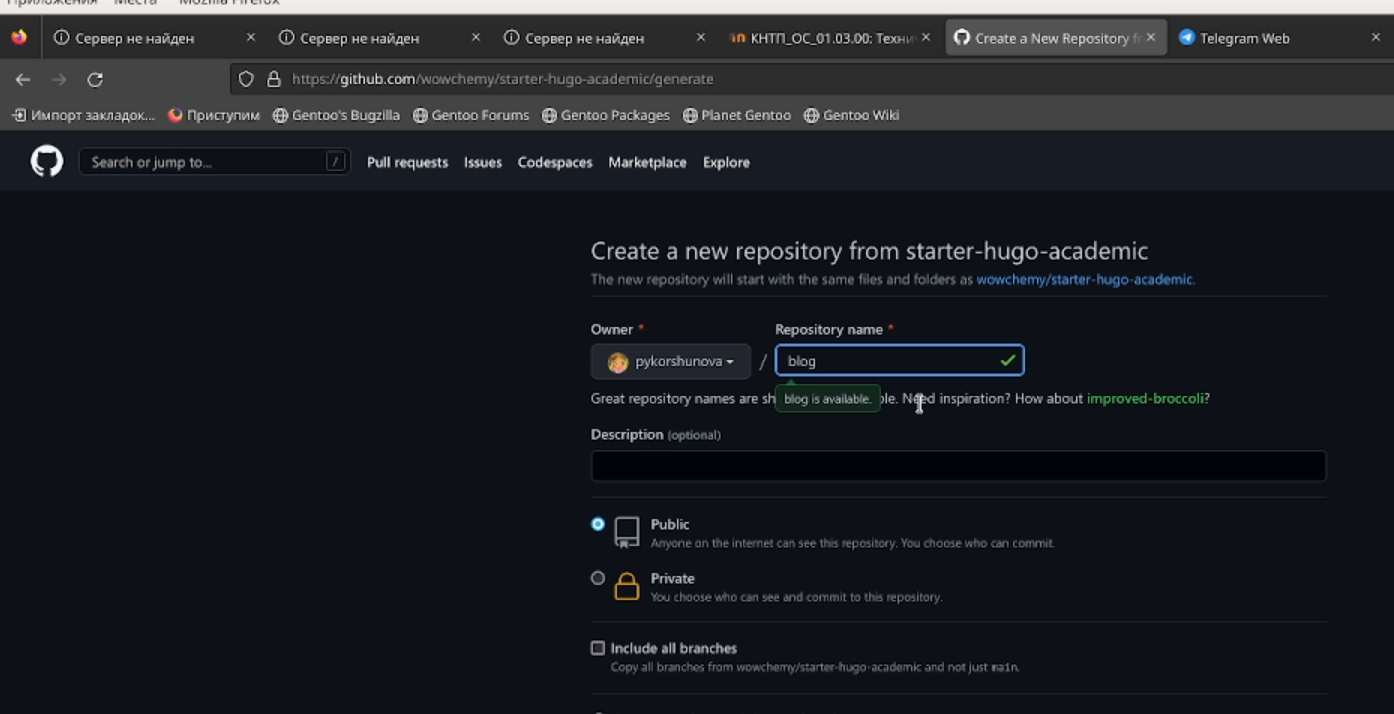 Приложения Места Mozilla Firefox
Сервер не найден Сервер не найден Сервер не найден КНТП_ОС_01.03.00: Техни Create a New Repository fr Telegram Web
https://github.com/wowchemy/starter-hugo-academic/generate
Импорт закладок... Приступим Gentoo's Bugzilla Gentoo Forums Gentoo Packages Planet Gentoo Gentoo Wiki
Search or jump to... / Pull requests Issues Codespaces Marketplace Explore
Create a new repository from starter-hugo-academic
The new repository will start with the same files and folders as wowchemy/starter-hugo-academic.
Owner * Repository name *
pykorshunova / blog
Great repository names are sh blog is available. ble. Need inspiration? How about improved-broccoli?
Description (optional)
Public
Anyone on the internet can see this repository. You choose who can commit.
Private
You choose who can see and commit to this repository.
Include all branches
Copy all branches from wowchemy/starter-hugo-academic and not just main.